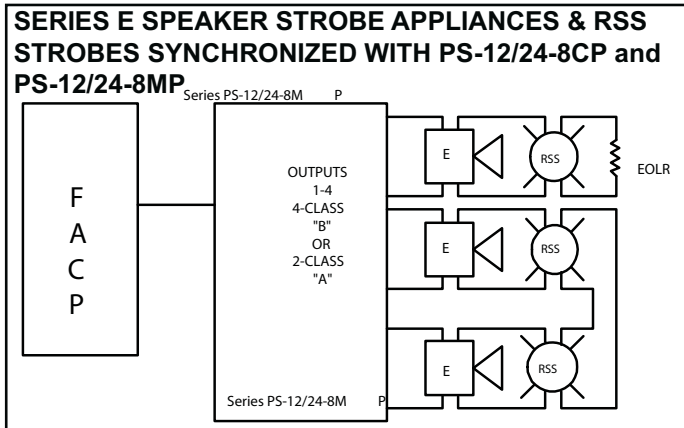 SERIES E SPEAKER STROBE APPLIANCES & RSS
STROBES SYNCHRONIZED WITH PS-12/24-8CP and
PS-12/24-8MP
Series PS-12/24-8M P
F
A
C
P
OUTPUTS
1-4
4-CLASS
"B"
OR
2-CLASS
"A"
E
RSS
EOLR
E
RSS
E
RSS
Series PS-12/24-8M P